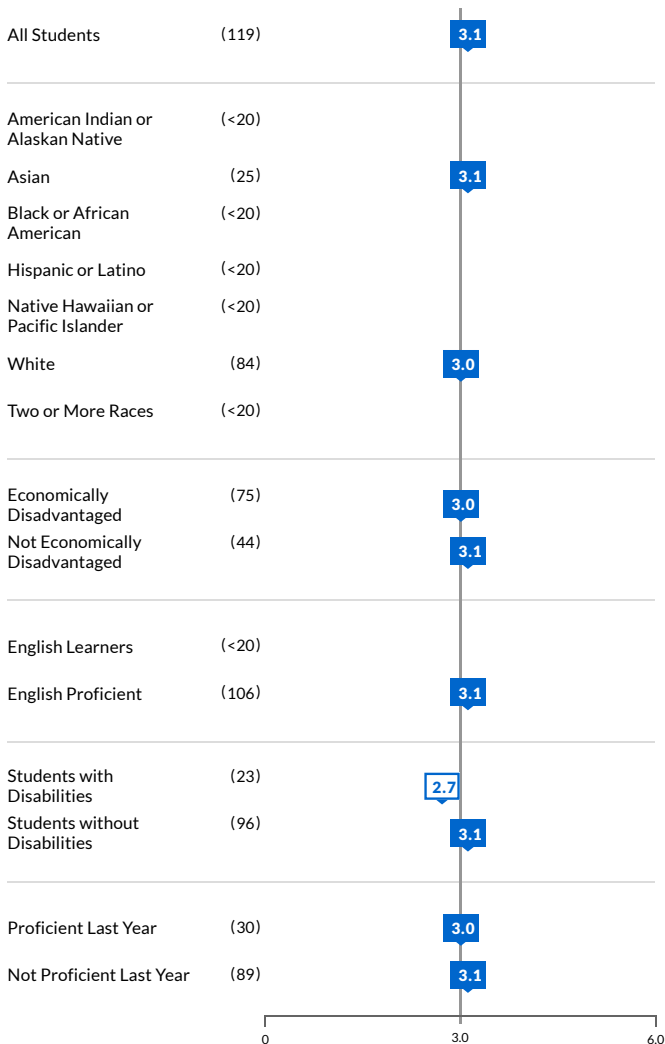 All Students (119) 3.1
American Indian or (<20)
Alaskan Native
Asian (25) 3.1
Black or African (<20)
American
Hispanic or Latino (<20)
Native Hawaiian or (<20)
Pacific Islander
White (84) 3.0
Two or More Races (<20)
Economically (75) 3.0
Disadvantaged
Not Economically (44) 3.1
Disadvantaged
English Learners (<20)
English Proficient (106) 3.1
Students with (23) 2.7
Disabilities
Students without (96) 3.1
Disabilities
Proficient Last Year (30) 3.0
Not Proficient Last Year (89) 3.1
0 3.0 6.0